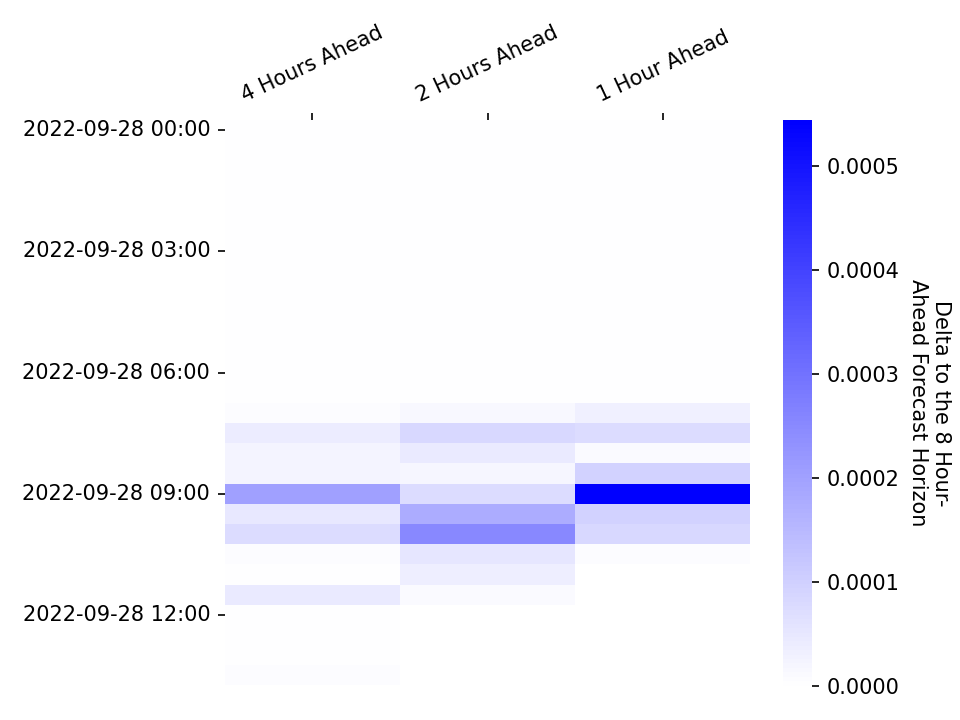 4 Hours Ahead
2 Hours Ahead
1 Hour Ahead
2022-09-28 00:00
2022-09-28 03:00
2022-09-28 06:00
2022-09-28 09:00
2022-09-28 12:00
0.0005
0.0004
0.0003
0.0002
0.0001
0.0000
Delta to the 8 Hour-
Ahead Forecast Horizon